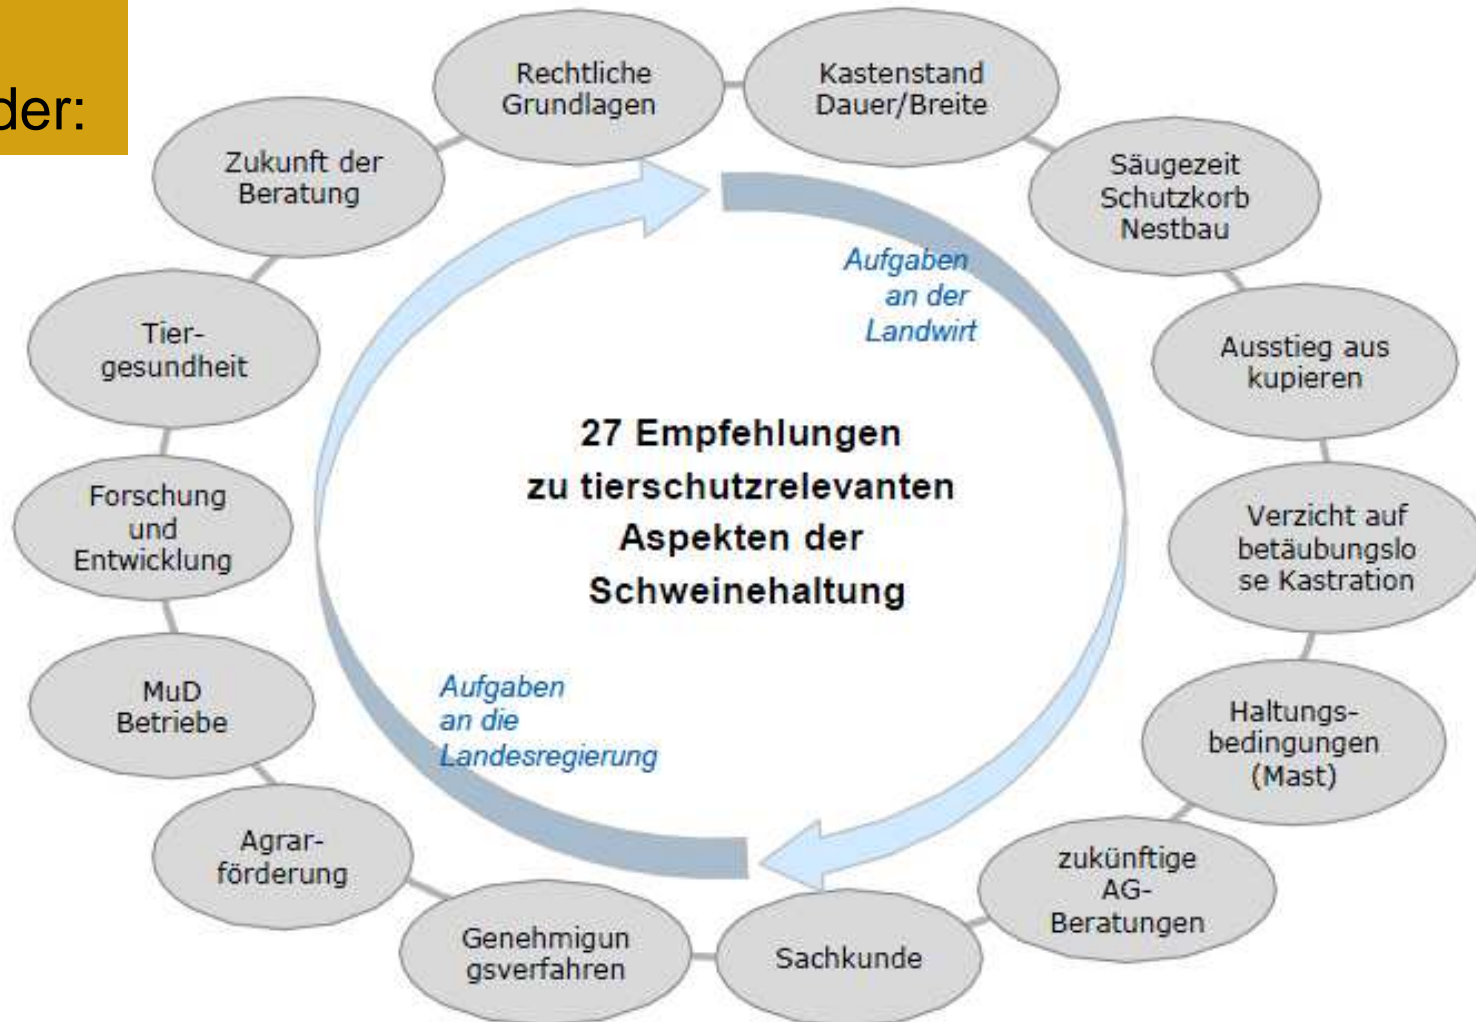 der:
Rechtliche
Grundlagen
Kastenstand
Dauer/Breite
Säugezeit
Schutzkorb
Nestbau
Ausstieg aus
kupieren
Verzicht auf
betäubungslo
se Kastration
Haltungs-
bedingungen
(Mast)
zukünftige
AG-
Beratungen
Sachkunde
Genehmigun
gsverfahren
Agrar-
förderung
MuD
Betriebe
Forschung
und
Entwicklung
Tier-
gesundheit
Zukunft der
Beratung
Aufgaben
an der
Landwirt
27 Empfehlungen
zu tierschutzrelevanten
Aspekten der
Schweinehaltung
Aufgaben
an die
Landesregierung